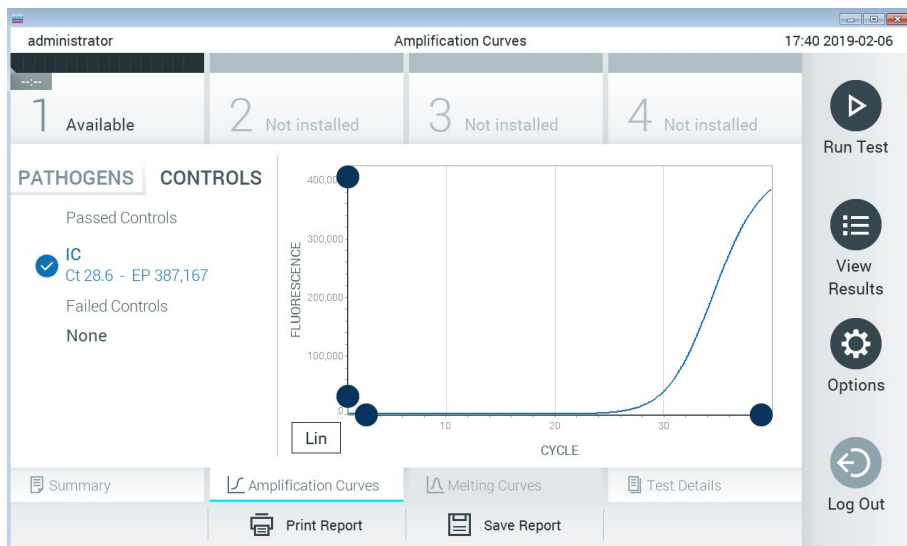 administrator
Amplification Curves
17:40 2019-02-06
--:--
1 Available
2 Not installed
3 Not installed
4 Not installed
Run Test
PATHOGENS
CONTROLS
Passed Controls
IC
Ct 28.6 - EP 387,167
Failed Controls
None
FLUORESCENCE
300,000
200,000
100,000
0
10
20
30
CYCLE
Lin
View
Results
Options
Log Out
Summary
Amplification Curves
Melting Curves
Test Details
Print Report
Save Report